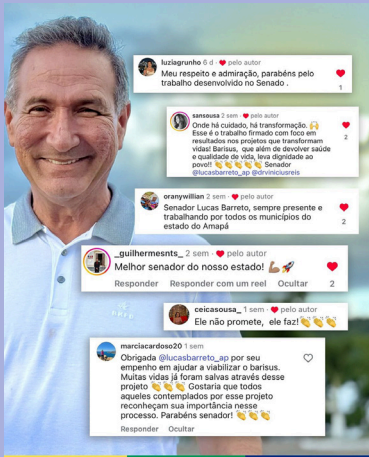 luziagrunho 6 d · pelo autor
Meu respeito e admiração, parabéns pelo
trabalho desenvolvido no Senado .
1
sansousa_ 2 sem · pelo autor
Onde há cuidado, há transformação. 🙌
Esse é o trabalho firmado com foco em
resultados nos projetos que transformam
vidas! Barisus, que além de devolver saúde
e qualidade de vida, leva dignidade ao
povo!! 👏👏👏👏👏👏 Senador
@lucasbarreto_ap @drviniciusreis
2
oranywillian 2 sem · pelo autor
Senador Lucas Barreto, sempre presente e
trabalhando por todos os municípios do
estado do Amapá
2
_guilhermesnts_ 2 sem · pelo autor
Melhor senador do nosso estado! 💪🏽🚀
Responder Responder com um reel Ocultar
2
ceicasousa_ 1 sem · pelo autor
Ele não promete, ele faz!👏👏👏
marciacardoso20 1 sem
Obrigada @lucasbarreto_ap por seu
empenho em ajudar a viabilizar o barisus.
Muitas vidas já foram salvas através desse
projeto 👏👏👏 Gostaria que todos
aqueles contemplados por esse projeto
reconheçam sua importância nesse
processo. Parabéns senador! 👏👏👏
Responder Ocultar